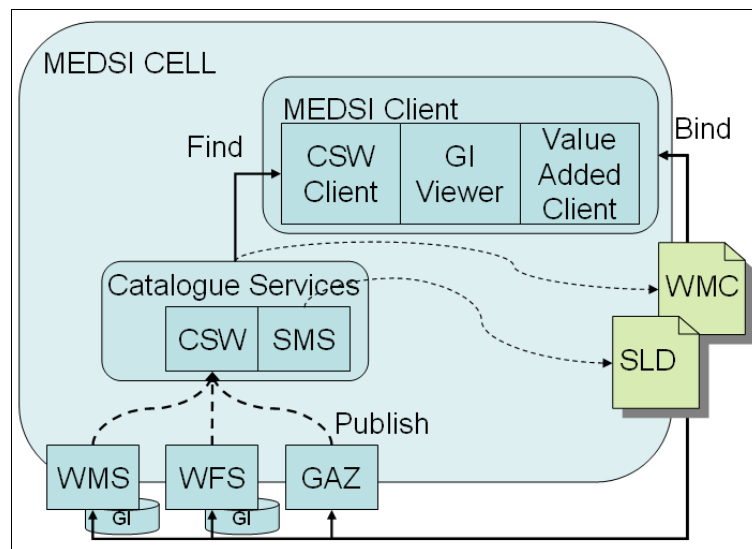 MEDSI CELL
MEDSI Client
Find
Bind
CSW
Client
GI
Viewer
Value
Added
Client
Catalogue Services
CSW
SMS
WMC
SLD
Publish
WMS
WFS
GAZ
GI
GI